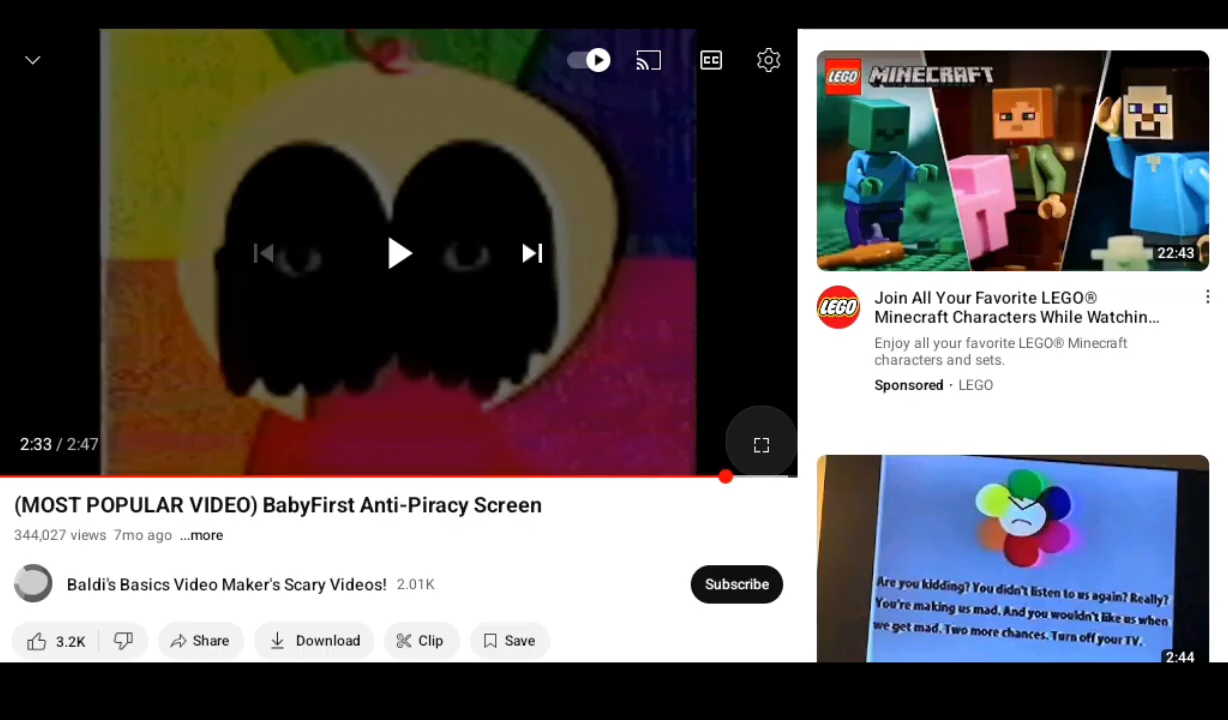 CC
2:33 / 2:47
(MOST POPULAR VIDEO) BabyFirst Anti-Piracy Screen
344,027 views 7mo ago ...more
Baldi's Basics Video Maker's Scary Videos! 2.01K
Subscribe
3.2K
Share
Download
Clip
Save
LEGO MINECRAFT
22:43
LEGO
Join All Your Favorite LEGO®
Minecraft Characters While Watchin...
Enjoy all your favorite LEGO® Minecraft
characters and sets.
Sponsored · LEGO
Are you kidding? You didn't listen to us again? Really?
You're making us mad. And you wouldn't like us when
we get mad. Two more chances. Turn off your TV.
2:44